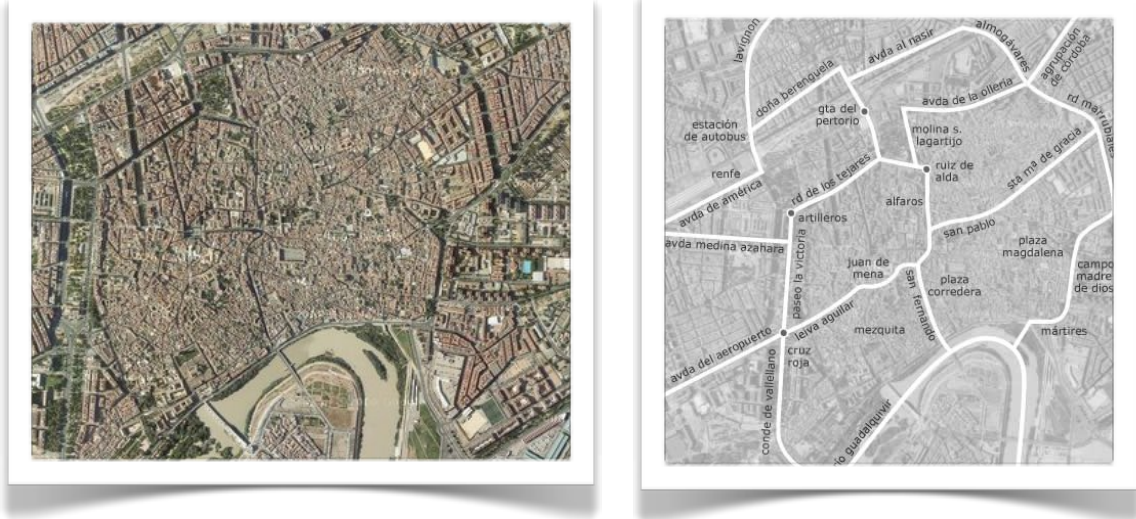 lavignon
avda al nasir
almogávares
agrupación
de córdoba
doña berenguela
gta del
pertorio
avda de la ollería
rd marrubiales
estación
de autobus
molina s.
lagartijo
renfe
rd de los tejares
ruiz de
alda
sta ma de gracia
avda de américa
artilleros
alfaros
san pablo
avda medina azahara
paseo la victoria
plaza
magdalena
juan de
mena
san fernando
plaza
corredera
campo
madre
de dios
leiva aguilar
mezquita
mártires
avda del aeropuerto
cruz
roja
conde de vallellano
io guadalquivir